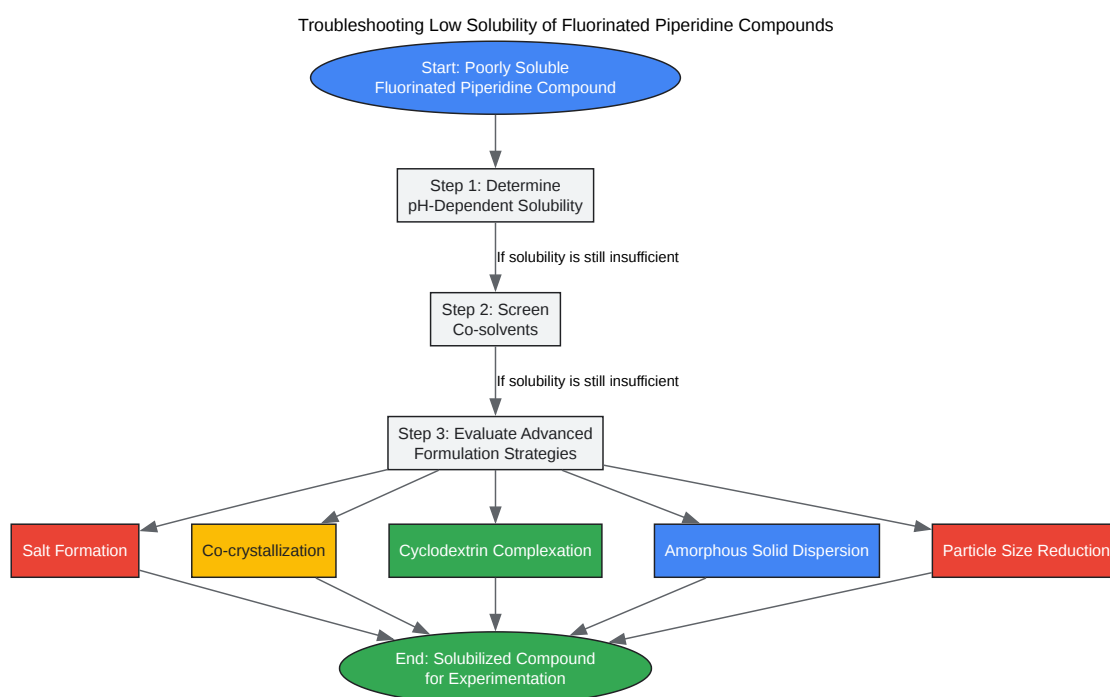 Troubleshooting Low Solubility of Fluorinated Piperidine Compounds
Start: Poorly Soluble
Fluorinated Piperidine Compound
Step 1: Determine
pH-Dependent Solubility
If solubility is still insufficient
Step 2: Screen
Co-solvents
If solubility is still insufficient
Step 3: Evaluate Advanced
Formulation Strategies
Salt Formation
Co-crystallization
Cyclodextrin Complexation
Amorphous Solid Dispersion
Particle Size Reduction
End: Solubilized Compound
for Experimentation